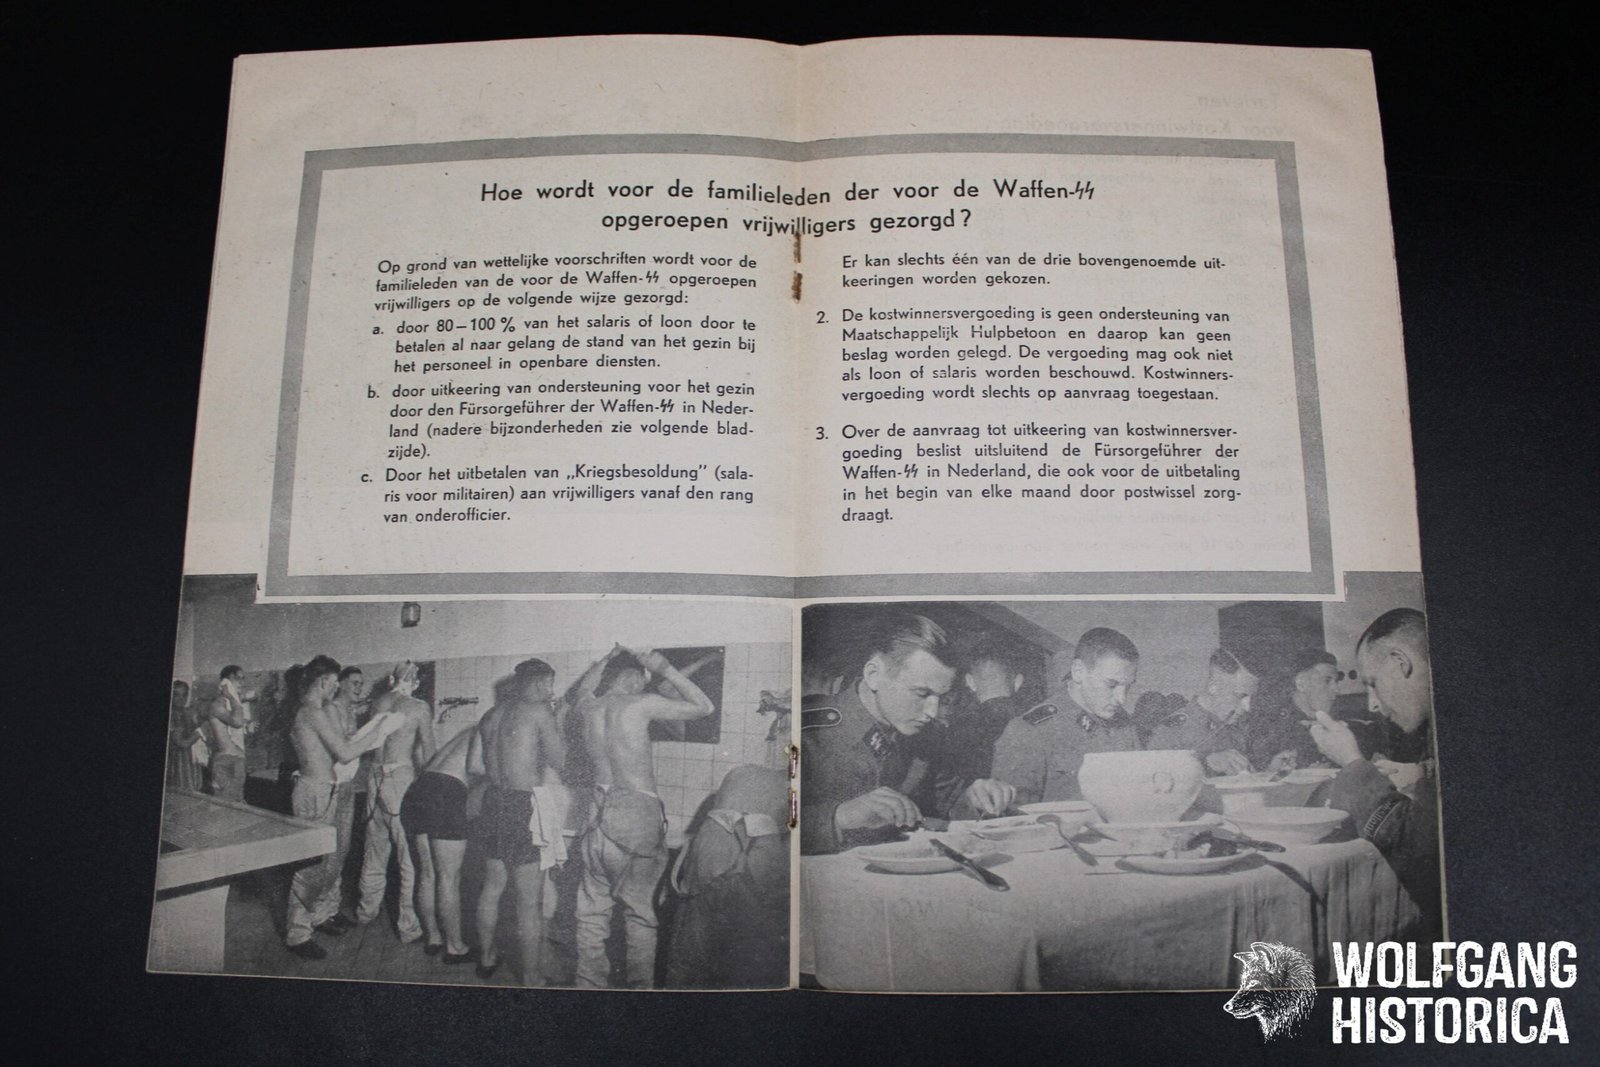 Hoe wordt voor de familieleden der voor de Waffen-ᛋᛋ
opgeroepen vrijwilligers gezorgd?
Op grond van wettelijke voorschriften wordt voor de
familieleden van de voor de Waffen-ᛋᛋ opgeroepen
vrijwilligers op de volgende wijze gezorgd:
a. door 80–100 % van het salaris of loon door te
betalen al naar gelang de stand van het gezin bij
het personeel in openbare diensten.
b. door uitkeering van ondersteuning voor het gezin
door den Fürsorgeführer der Waffen-ᛋᛋ in Neder-
land (nadere bijzonderheden zie volgende blad-
zijde).
c. Door het uitbetalen van „Kriegsbesoldung" (sala-
ris voor militairen) aan vrijwilligers vanaf den rang
van onderofficier.
Er kan slechts één van de drie bovengenoemde uit-
keeringen worden gekozen.
2. De kostwinnersvergoeding is geen ondersteuning van
Maatschappelijk Hulpbetoon en daarop kan geen
beslag worden gelegd. De vergoeding mag ook niet
als loon of salaris worden beschouwd. Kostwinners-
vergoeding wordt slechts op aanvraag toegestaan.
3. Over de aanvraag tot uitkeering van kostwinnersver-
goeding beslist uitsluitend de Fürsorgeführer der
Waffen-ᛋᛋ in Nederland, die ook voor de uitbetaling
in het begin van elke maand door postwissel zorg-
draagt.
WOLFGANG
HISTORICA